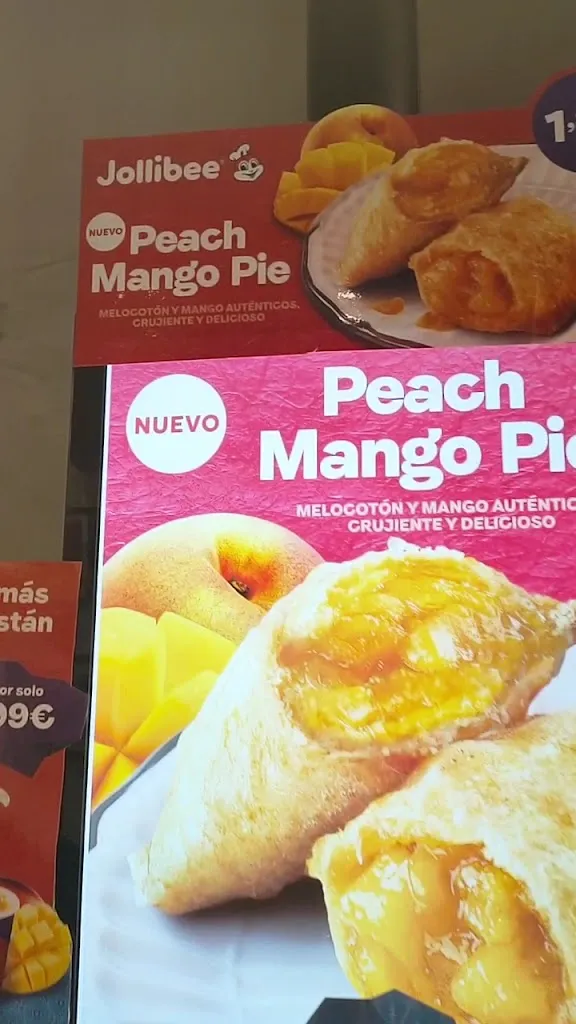 Jollibee
1,
NUEVO
Peach
Mango Pie
MELOCOTÓN Y MANGO AUTÉNTICOS,
CRUJIENTE Y DELICIOSO
NUEVO
Peach
Mango Pie
MELOCOTÓN Y MANGO AUTÉNTIC
CRUJIENTE Y DELICIOSO
más
stán
or solo
99€